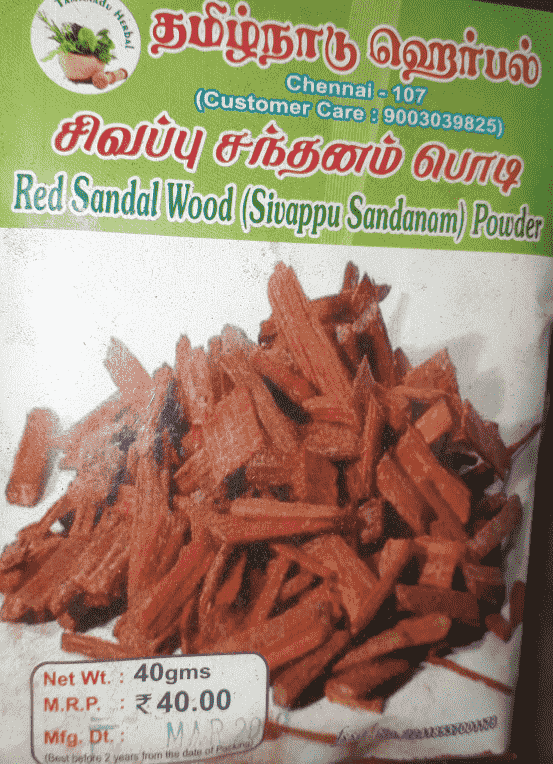 Tamilnadu Herbal
தமிழ்நாடு ஹெர்பல்
Chennai - 107
(Customer Care : 9003039825)
சிவப்பு சந்தனம் பொடி
Red Sandal Wood (Sivappu Sandanam) Powder
Net Wt. : 40gms
M.R.P. : ₹ 40.00
Mfg. Dt. : MAR
(Best before 2 years from the date of Packing)